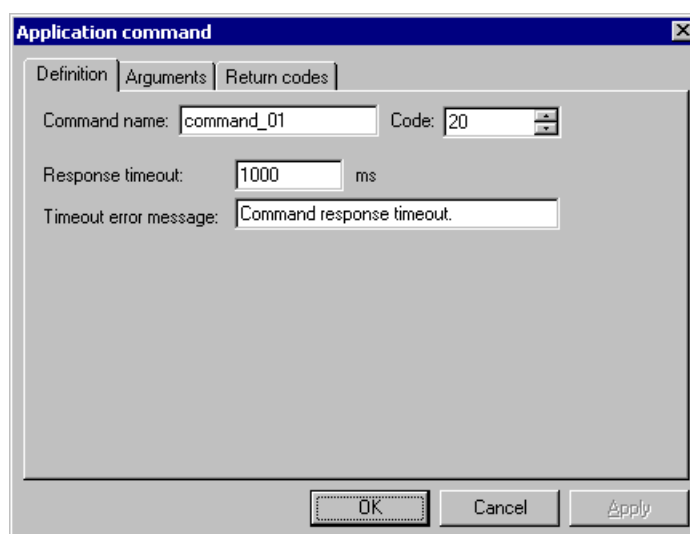 Application command
Definition Arguments Return codes
Command name: command_01 Code: 20
Response timeout: 1000 ms
Timeout error message: Command response timeout.
OK Cancel Apply